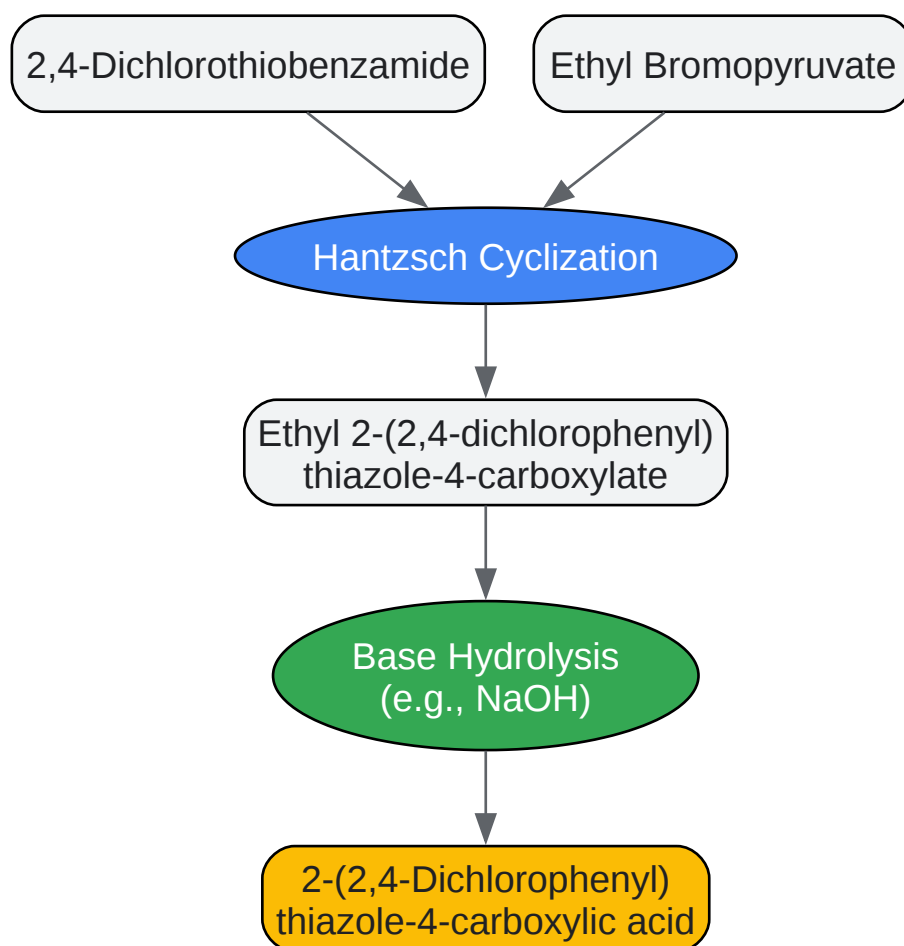 2,4-Dichlorothiobenzamide
Ethyl Bromopyruvate
Hantzsch Cyclization
Ethyl 2-(2,4-dichlorophenyl)
thiazole-4-carboxylate
Base Hydrolysis
(e.g., NaOH)
2-(2,4-Dichlorophenyl)
thiazole-4-carboxylic acid